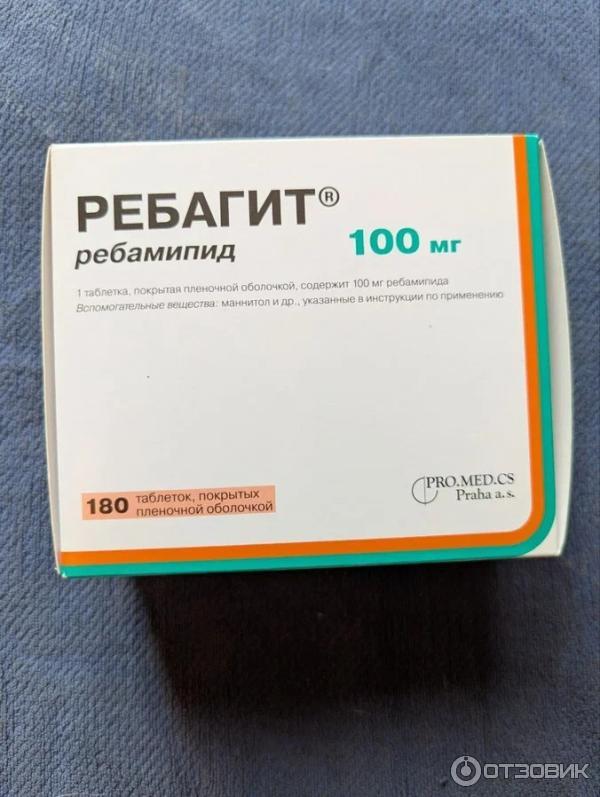 РЕБАГИТ®
ребамипид
100 мг
1 таблетка, покрытая пленочной оболочкой, содержит 100 мг ребамипида
Вспомогательные вещества: маннитол и др., указанные в инструкции по применению
180 таблеток, покрытых
пленочной оболочкой
PRO.MED.CS
Praha a. s.
ОТЗОВИК